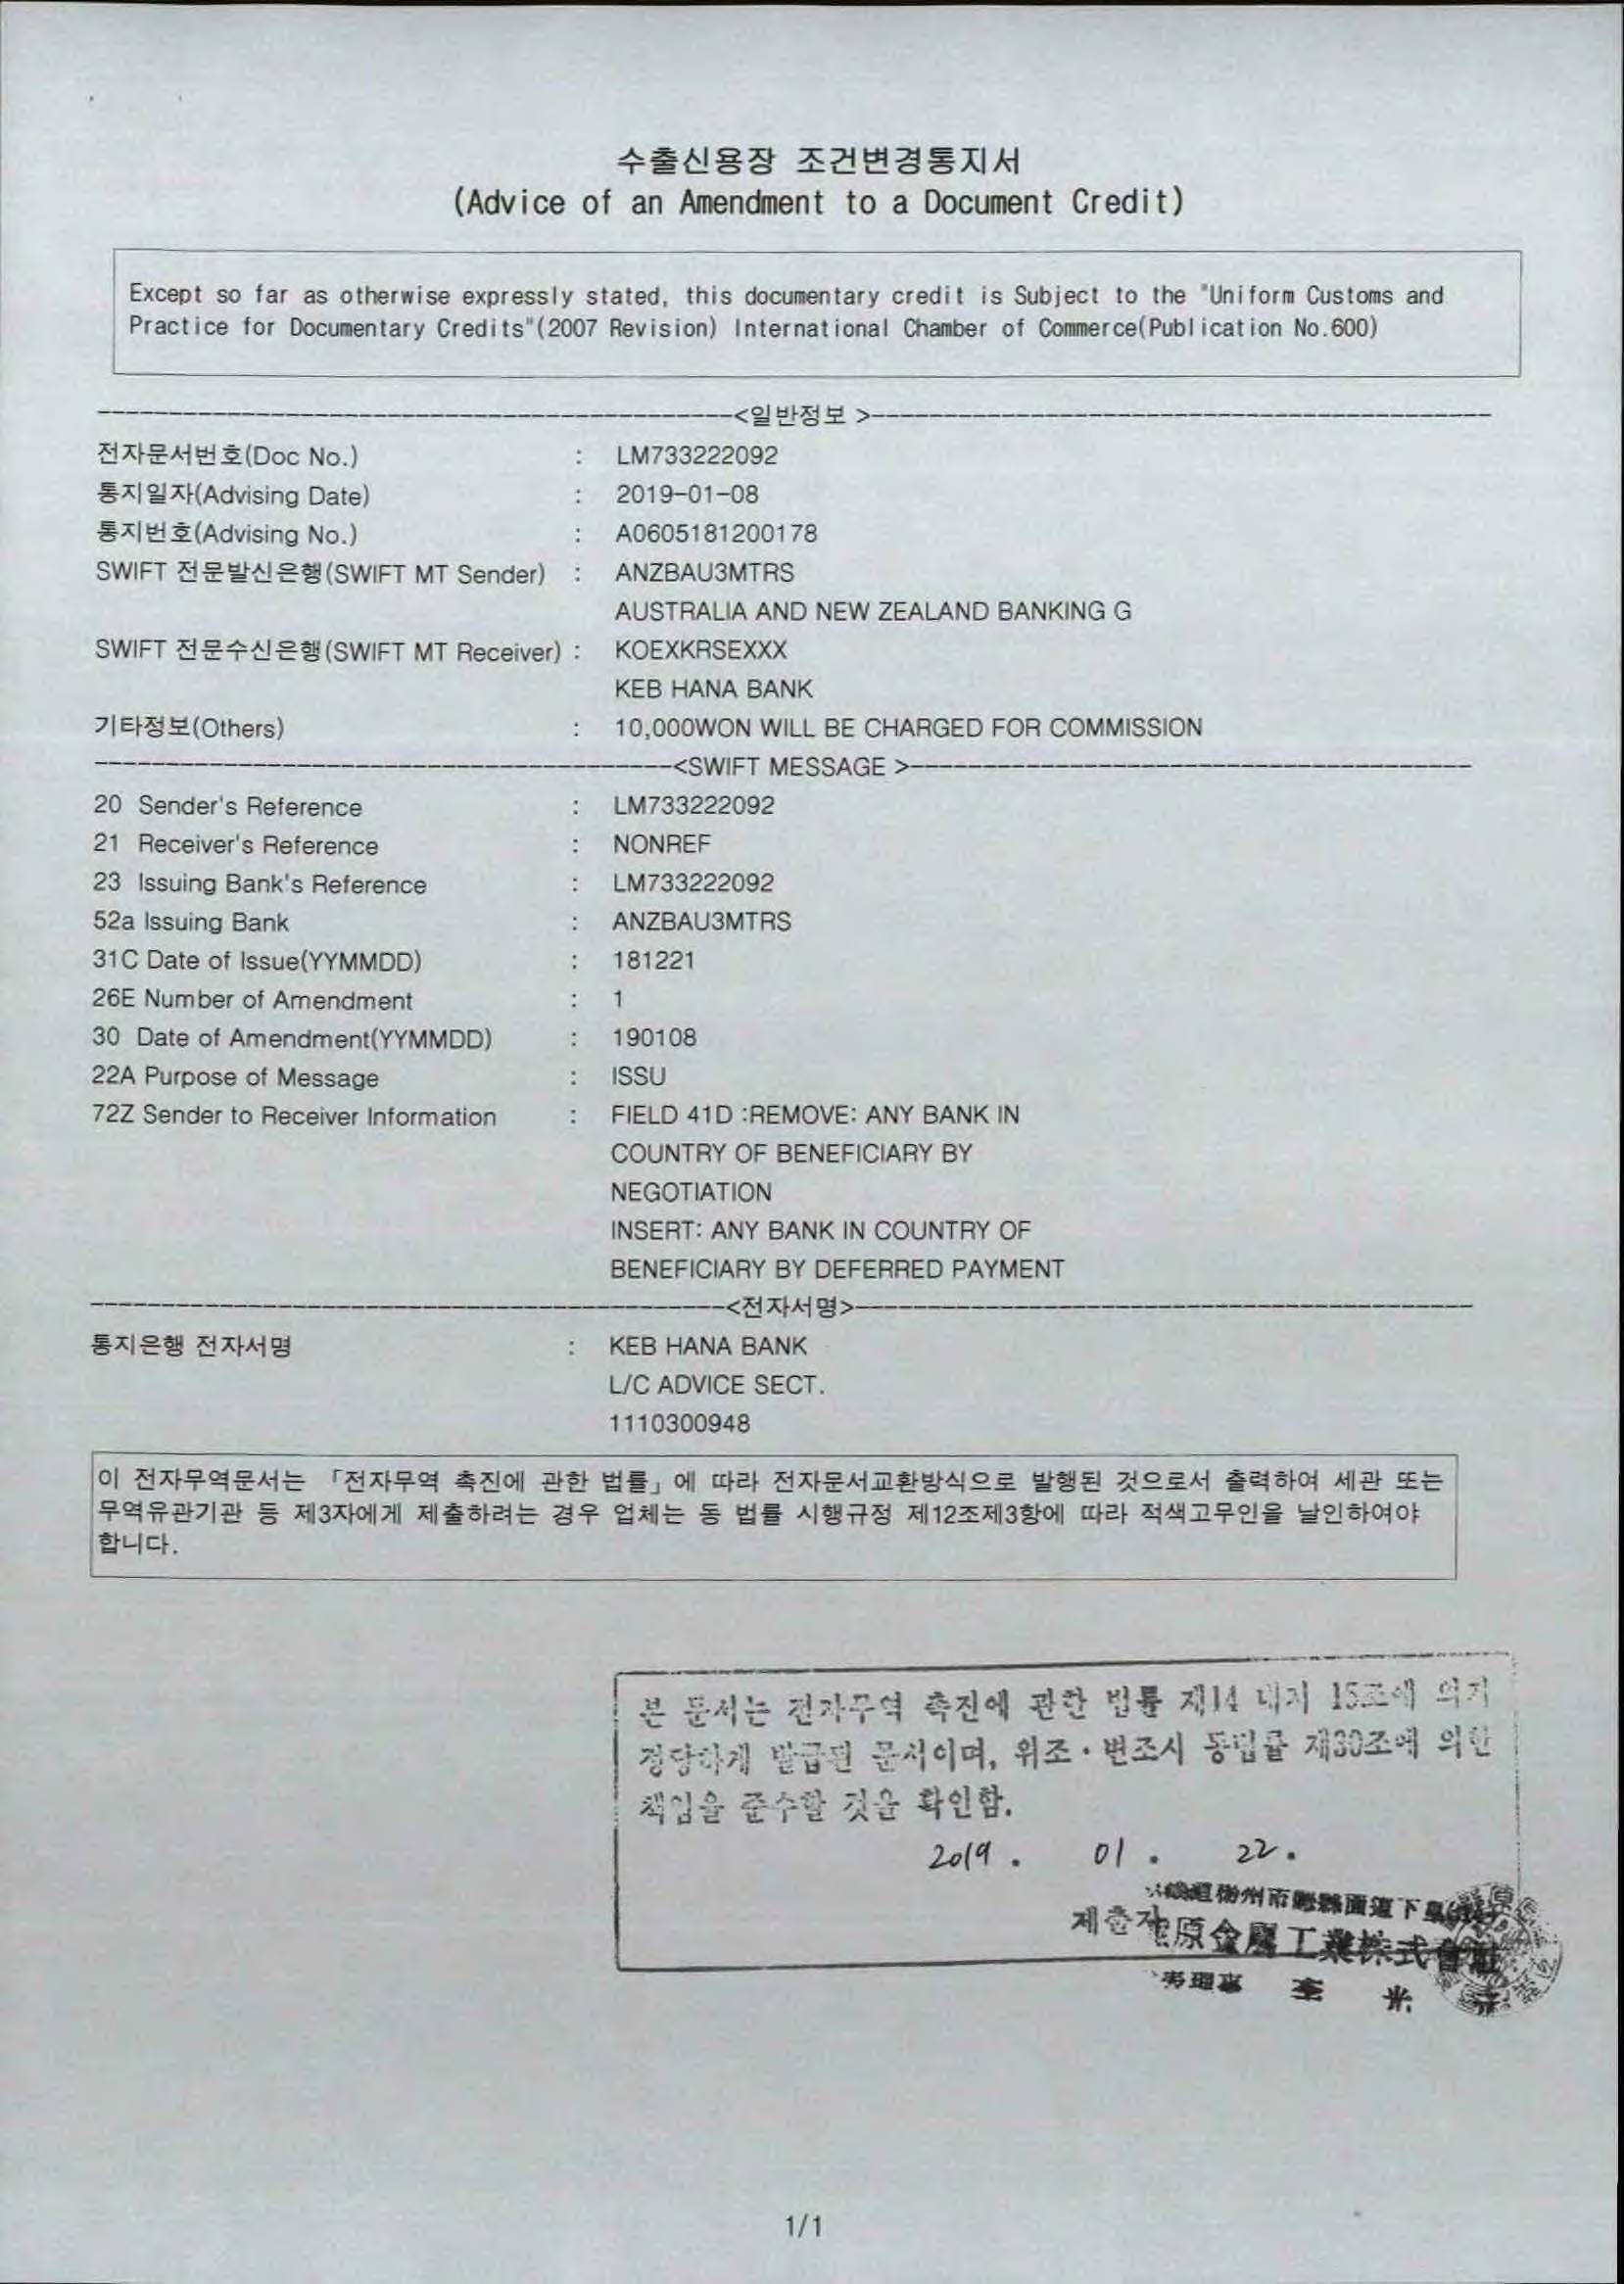 수출신용장 조건변경통지서
(Advice of an Amendment to a Document Credit)
Except so far as otherwise expressly stated, this documentary credit is Subject to the "Uniform Customs and
Practice for Documentary Credits"(2007 Revision) International Chamber of Commerce(Publication No.600)
<일반정보 >
전자문서번호(Doc No.) : LM733222092
통지일자(Advising Date) : 2019-01-08
통지번호(Advising No.) : A0605181200178
SWIFT 전문발신은행(SWIFT MT Sender) : ANZBAU3MTRS
AUSTRALIA AND NEW ZEALAND BANKING G
SWIFT 전문수신은행(SWIFT MT Receiver) : KOEXKRSEXXX
KEB HANA BANK
기타정보(Others) : 10,000WON WILL BE CHARGED FOR COMMISSION
<SWIFT MESSAGE >
20 Sender's Reference : LM733222092
21 Receiver's Reference : NONREF
23 Issuing Bank's Reference : LM733222092
52a Issuing Bank : ANZBAU3MTRS
31C Date of Issue(YYMMDD) : 181221
26E Number of Amendment : 1
30 Date of Amendment(YYMMDD) : 190108
22A Purpose of Message : ISSU
72Z Sender to Receiver Information : FIELD 41D :REMOVE: ANY BANK IN
COUNTRY OF BENEFICIARY BY
NEGOTIATION
INSERT: ANY BANK IN COUNTRY OF
BENEFICIARY BY DEFERRED PAYMENT
<전자서명>
통지은행 전자서명 : KEB HANA BANK
L/C ADVICE SECT.
1110300948
이 전자무역문서는 「전자무역 촉진에 관한 법률」에 따라 전자문서교환방식으로 발행된 것으로서 출력하여 세관 또는
무역유관기관 등 제3자에게 제출하려는 경우 업체는 동 법률 시행규정 제12조제3항에 따라 적색고무인을 날인하여야
합니다.
본 문서는 전자무역 촉진에 관한 법률 제14 내지 15조에 의거
정당하게 발급된 문서이며, 위조·변조시 동법률 제30조에 의한
책임을 준수할 것을 확인함.
2019 . 01 . 22 .
제출자
原金屬工業株式會社
1/1